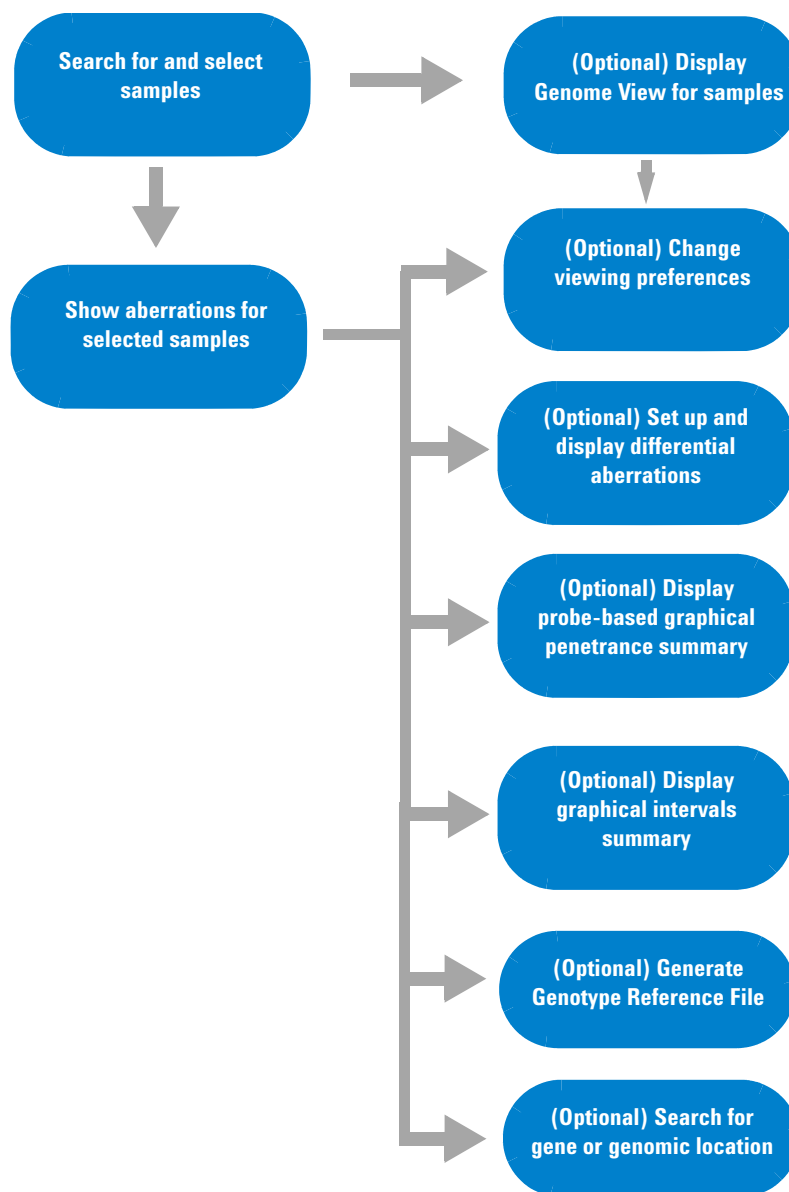 Search for and select
samples
(Optional) Display
Genome View for samples
(Optional) Change
viewing preferences
Show aberrations for
selected samples
(Optional) Set up and
display differential
aberrations
(Optional) Display
probe-based graphical
penetrance summary
(Optional) Display
graphical intervals
summary
(Optional) Generate
Genotype Reference File
(Optional) Search for
gene or genomic location